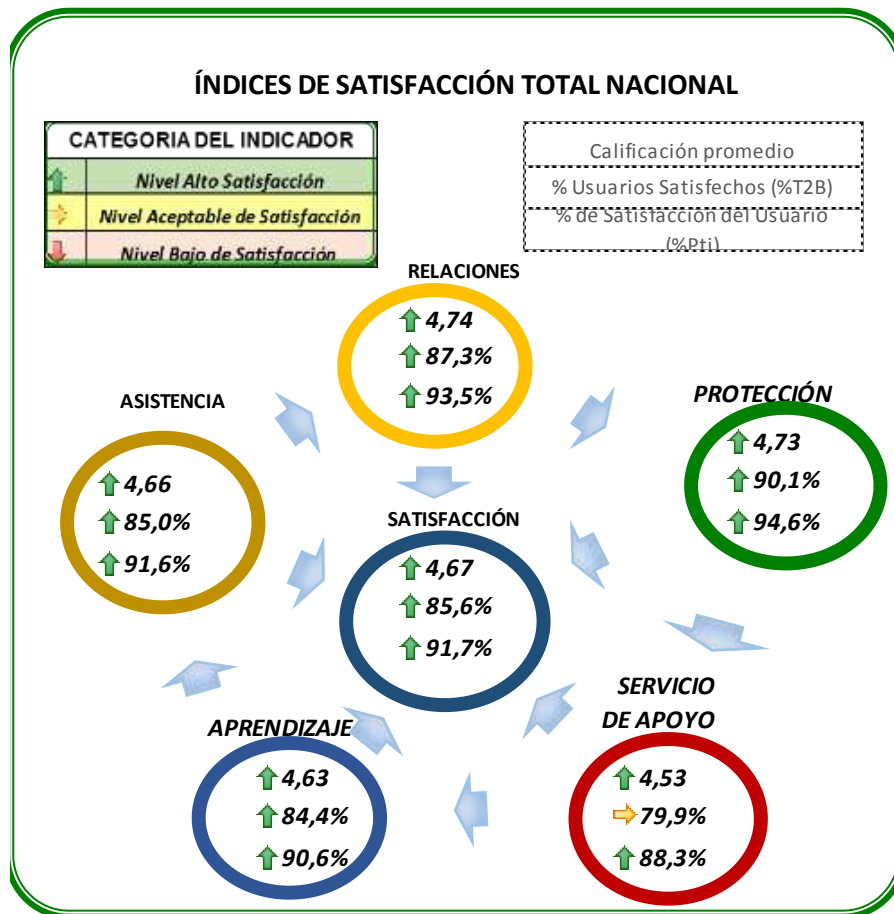 ÍNDICES DE SATISFACCIÓN TOTAL NACIONAL
CATEGORIA DEL INDICADOR
Nivel Alto Satisfacción
Nivel Aceptable de Satisfacción
Nivel Bajo de Satisfacción
Calificación promedio
% Usuarios Satisfechos (%T2B)
% de Satisfacción del Usuario
(%Pti)
RELACIONES
4,74
87,3%
93,5%
ASISTENCIA
4,66
85,0%
91,6%
PROTECCIÓN
4,73
90,1%
94,6%
SATISFACCIÓN
4,67
85,6%
91,7%
APRENDIZAJE
4,63
84,4%
90,6%
SERVICIO
DE APOYO
4,53
79,9%
88,3%